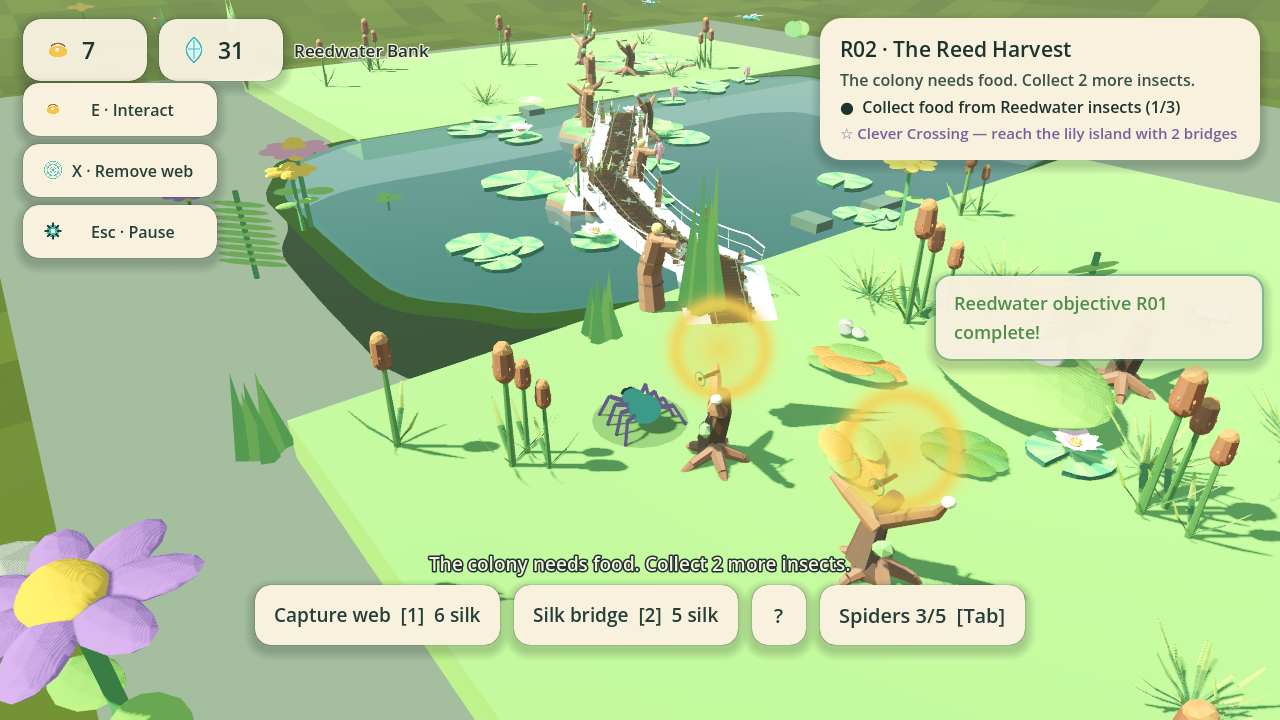 7
31
Reedwater Bank
E · Interact
X · Remove web
Esc · Pause
R02 · The Reed Harvest
The colony needs food. Collect 2 more insects.
● Collect food from Reedwater insects (1/3)
☆ Clever Crossing — reach the lily island with 2 bridges
Reedwater objective R01
complete!
The colony needs food. Collect 2 more insects.
Capture web [1] 6 silk
Silk bridge [2] 5 silk
?
Spiders 3/5 [Tab]